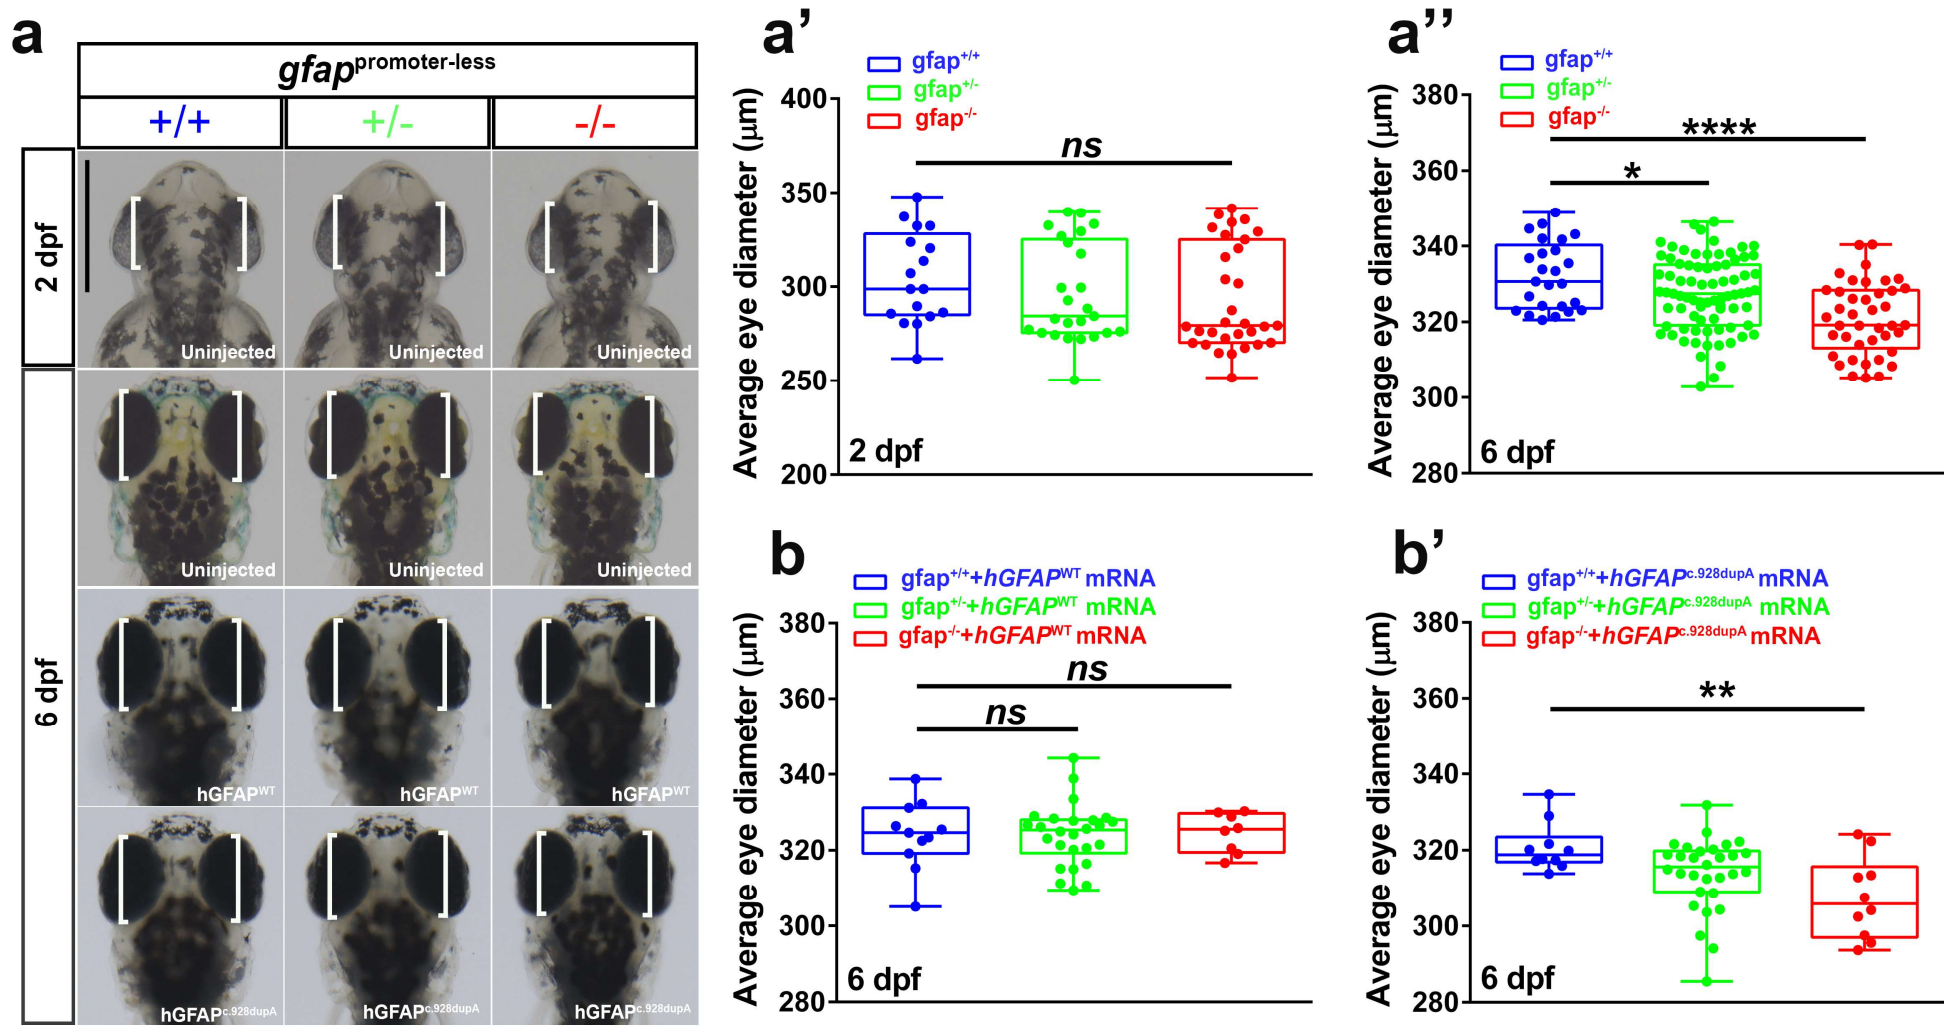 a
gfap promoter-less
+/+ +/- -/-
2 dpf
Uninjected Uninjected Uninjected
6 dpf
Uninjected Uninjected Uninjected
hGFAP WT hGFAP WT hGFAP WT
hGFAP c.928dupA hGFAP c.928dupA hGFAP c.928dupA
a’
gfap+/+
gfap+/-
gfap-/-
Average eye diameter (μm)
400
350
300
250
200
ns
2 dpf
a’’
gfap+/+
gfap+/-
gfap-/-
Average eye diameter (μm)
380
360
340
320
300
280
****
*
6 dpf
b
gfap+/++hGFAP WT mRNA
gfap+/-+hGFAP WT mRNA
gfap-/-+hGFAP WT mRNA
Average eye diameter (μm)
380
360
340
320
300
280
ns
ns
6 dpf
b’
gfap+/++hGFAP c.928dupA mRNA
gfap+/-+hGFAP c.928dupA mRNA
gfap-/-+hGFAP c.928dupA mRNA
Average eye diameter (μm)
380
360
340
320
300
280
**
6 dpf